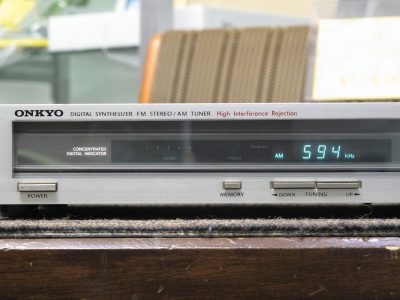 ONKYO DIGITAL SYNTHESIZER FM STEREO/AM TUNER High Interference Rejection
CONCENTRATED
DIGITAL INDICATOR
AM 594 kHz
POWER
MEMORY
DOWN TUNING UP